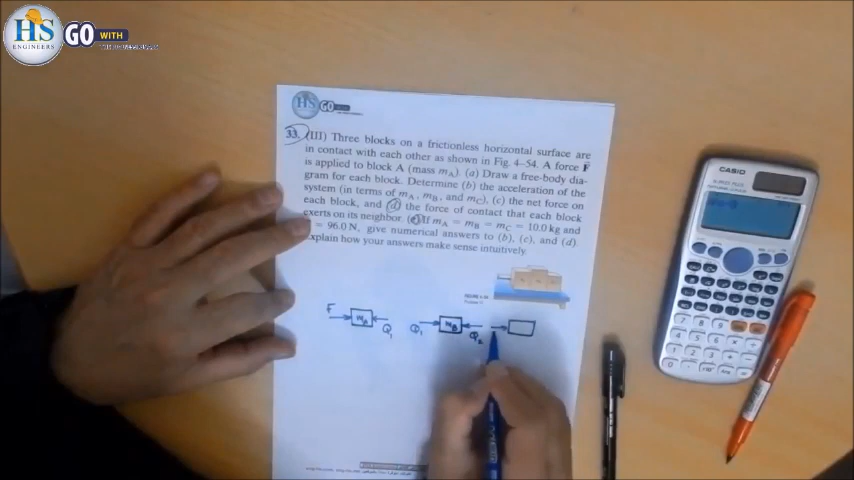 HS
ENGINEERS
GO WITH
HS GO
33. (III) Three blocks on a frictionless horizontal surface are
in contact with each other as shown in Fig. 4–54. A force F⃗
is applied to block A (mass mA). (a) Draw a free-body dia-
gram for each block. Determine (b) the acceleration of the
system (in terms of mA, mB, and mC), (c) the net force on
each block, and (d) the force of contact that each block
exerts on its neighbor. (e) If mA = mB = mC = 10.0 kg and
= 96.0 N, give numerical answers to (b), (c), and (d).
explain how your answers make sense intuitively.
CASIO
F mA Q1 Q1 mB Q2